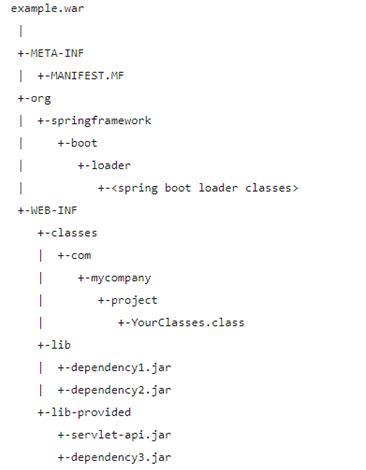 example.war
 |
 +-META-INF
 |  +-MANIFEST.MF
 +-org
 |  +-springframework
 |     +-boot
 |        +-loader
 |           +-<spring boot loader classes>
 +-WEB-INF
    +-classes
    |  +-com
    |     +-mycompany
    |        +-project
    |           +-YourClasses.class
    +-lib
    |  +-dependency1.jar
    |  +-dependency2.jar
    +-lib-provided
       +-servlet-api.jar
       +-dependency3.jar